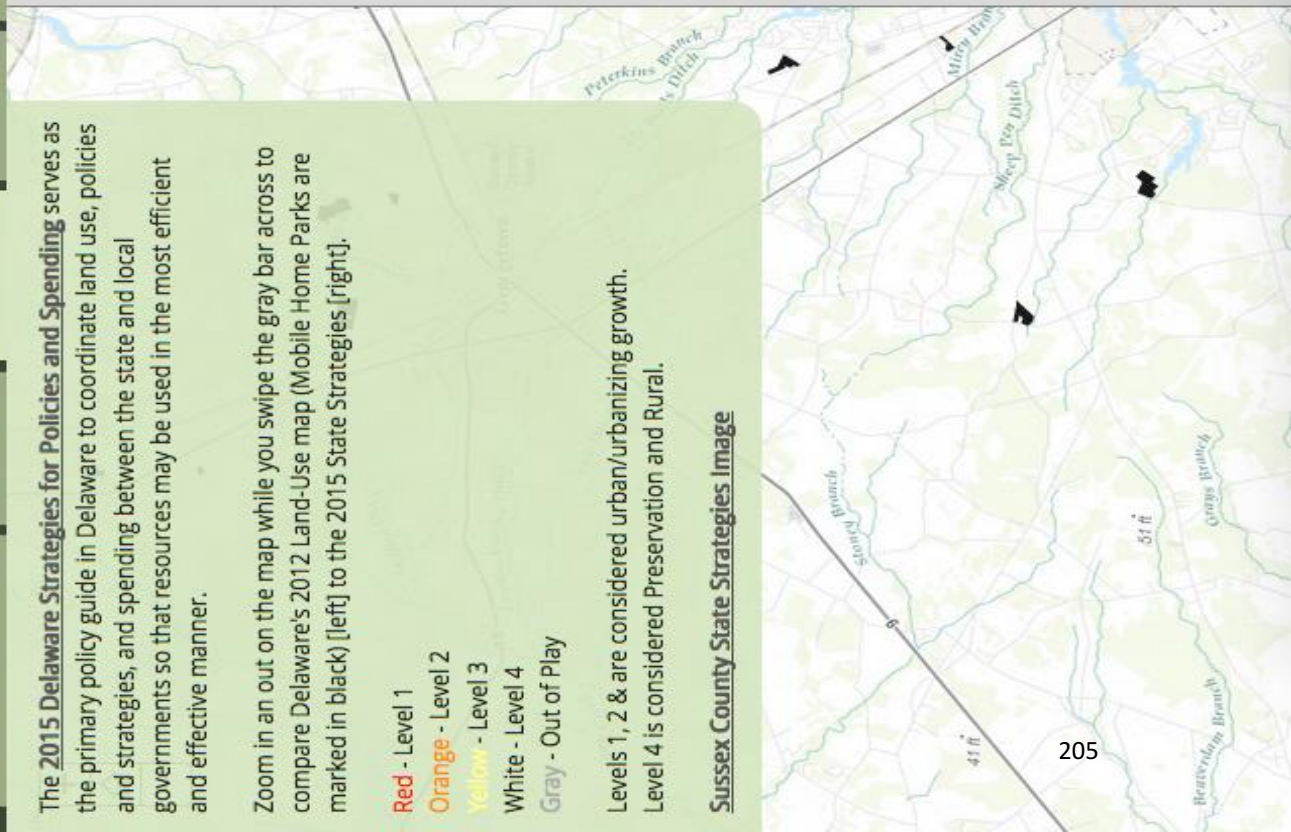 The 2015 Delaware Strategies for Policies and Spending serves as
the primary policy guide in Delaware to coordinate land use, policies
and strategies, and spending between the state and local
governments so that resources may be used in the most efficient
and effective manner.
Zoom in an out on the map while you swipe the gray bar across to
compare Delaware's 2012 Land-Use map (Mobile Home Parks are
marked in black) [left] to the 2015 State Strategies [right].
Red - Level 1
Orange - Level 2
Yellow - Level 3
White - Level 4
Gray - Out of Play
Levels 1, 2 & are considered urban/urbanizing growth.
Level 4 is considered Preservation and Rural.
Sussex County State Strategies Image
Peterkins Branch
Ditch
Mirey
Sheep Pen Ditch
Stoney Branch
Grays Branch
Beaverdam Branch
51 ft
41 ft
9
205